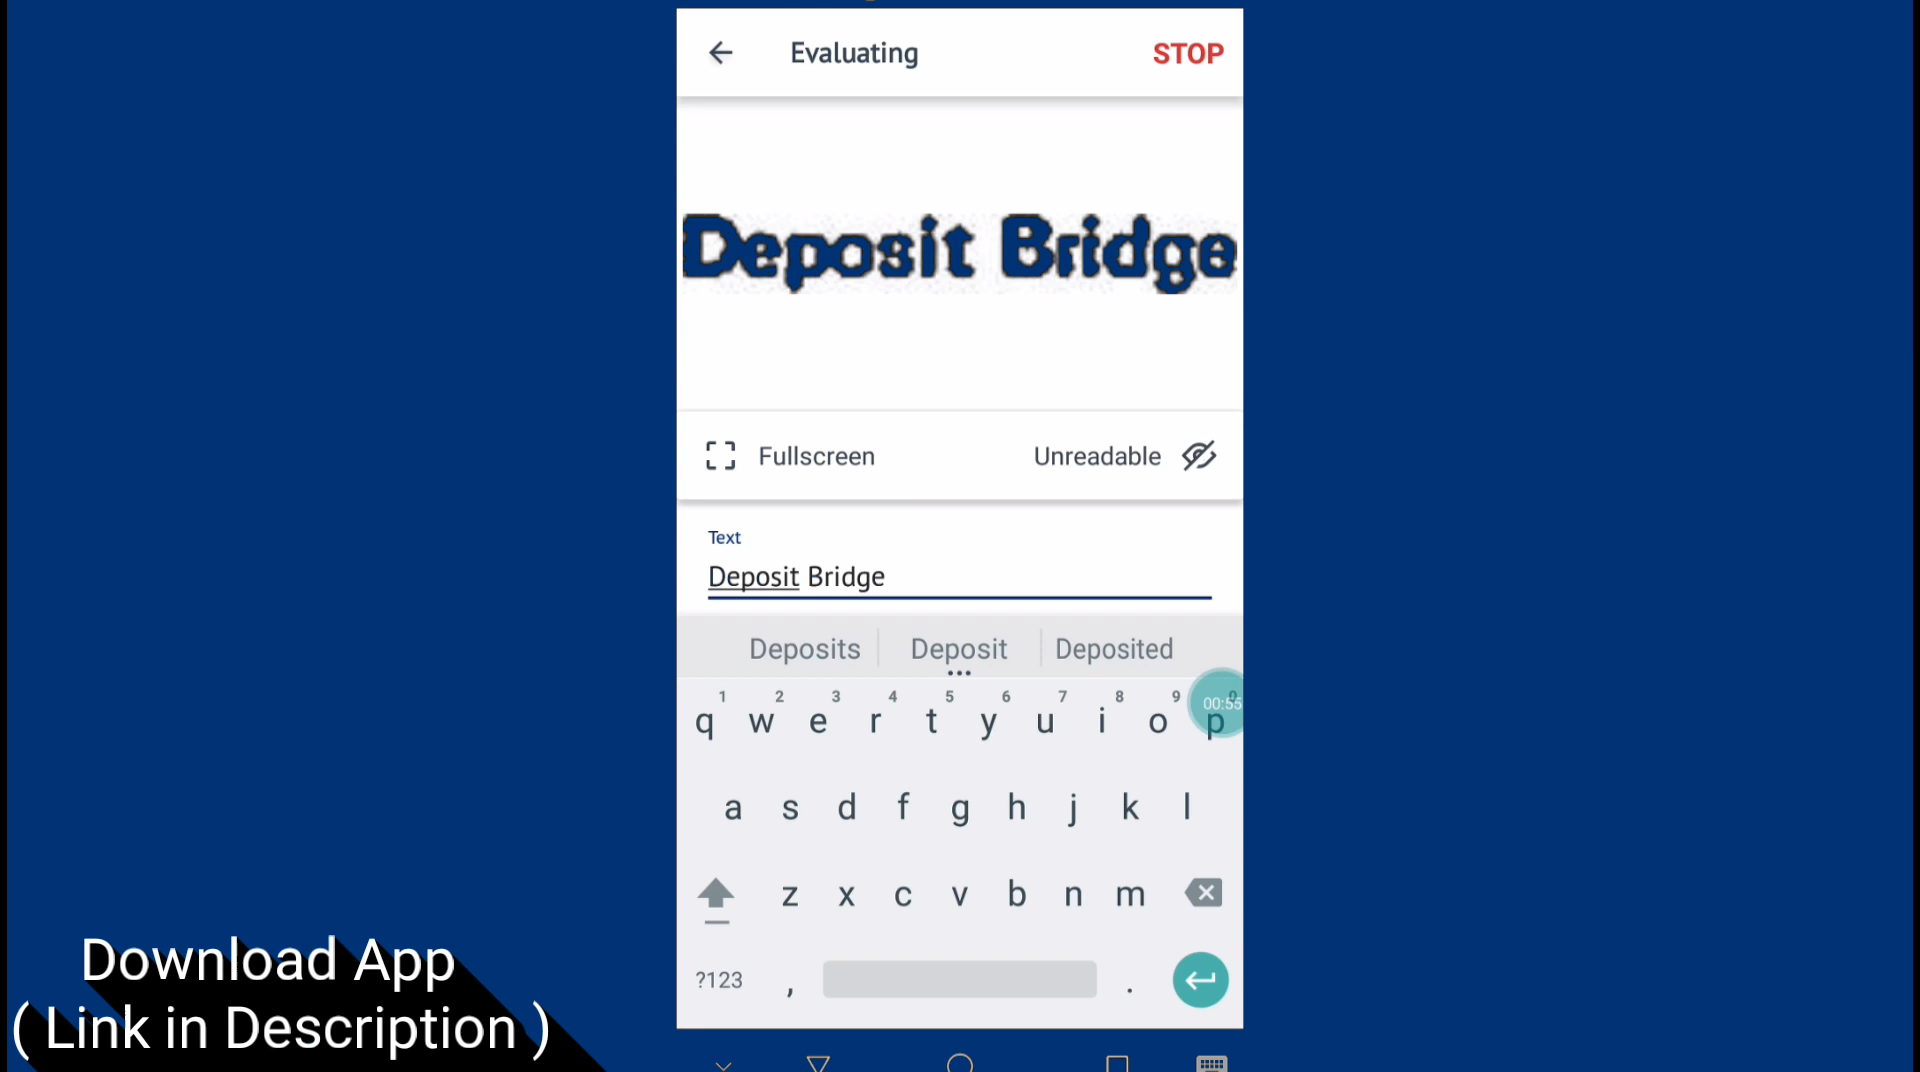 Evaluating STOP
Deposit Bridge
Fullscreen Unreadable
Text
Deposit Bridge
Deposits Deposit Deposited
1 2 3 4 5 6 7 8 9 0
q w e r t y u i o p
00:55
a s d f g h j k l
z x c v b n m
?123 , .
Download App
( Link in Description )